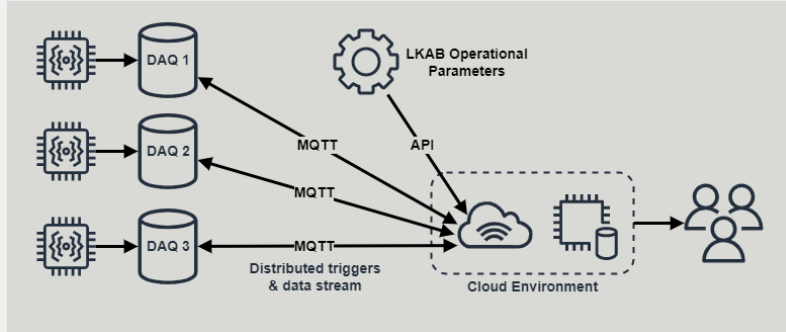 DAQ 1
LKAB Operational
Parameters
MQTT
API
DAQ 2
MQTT
DAQ 3
MQTT
Distributed triggers
& data stream
Cloud Environment